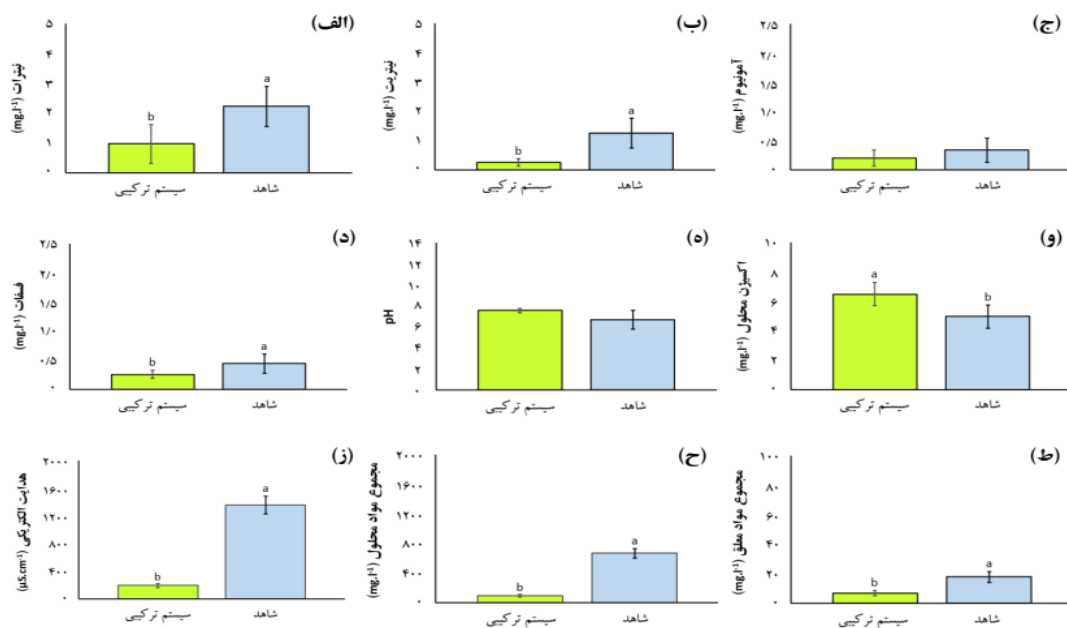 (الف)
نیترات (mg.l-1)
۵
۴
۳
۲
۱
۰
b
a
سیستم ترکیبی
شاهد
(ب)
نیتریت (mg.l-1)
۵
۴
۳
۲
۱
۰
b
a
سیستم ترکیبی
شاهد
(ج)
آمونیوم (mg.l-1)
۲/۵
۲/۰
۱/۵
۱/۰
۰/۵
۰
سیستم ترکیبی
شاهد
(د)
فسفات (mg.l-1)
۲/۵
۲/۰
۱/۵
۱/۰
۰/۵
۰
b
a
سیستم ترکیبی
شاهد
(ه)
pH
۱۴
۱۲
۱۰
۸
۶
۴
۲
۰
سیستم ترکیبی
شاهد
(و)
اکسیژن محلول (mg.l-1)
۱۰
۸
۶
۴
۲
۰
a
b
سیستم ترکیبی
شاهد
(ز)
هدایت الکتریکی (µS.cm-1)
۲۰۰۰
۱۶۰۰
۱۲۰۰
۸۰۰
۴۰۰
۰
b
a
سیستم ترکیبی
شاهد
(ح)
مجموع مواد محلول (mg.l-1)
۲۰۰۰
۱۶۰۰
۱۲۰۰
۸۰۰
۴۰۰
۰
b
a
سیستم ترکیبی
شاهد
(ط)
مجموع مواد معلق (mg.l-1)
۱۰۰
۸۰
۶۰
۴۰
۲۰
۰
b
a
سیستم ترکیبی
شاهد